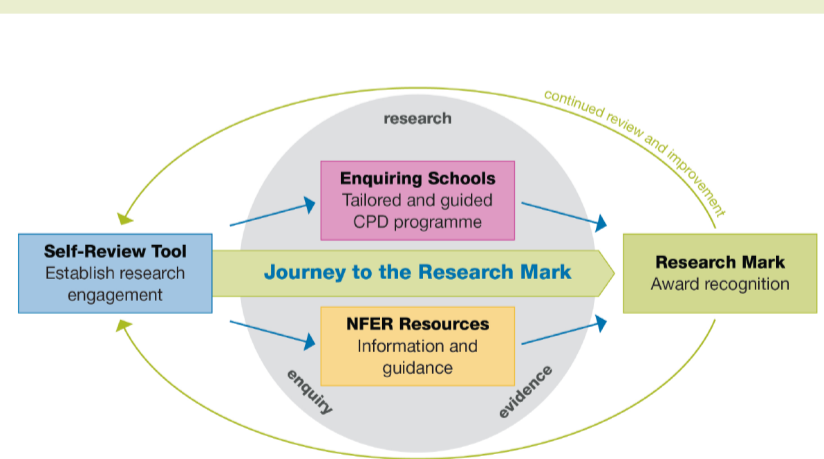 continued review and improvement
research
Enquiring Schools
Tailored and guided
CPD programme
Self-Review Tool
Establish research
engagement
Journey to the Research Mark
Research Mark
Award recognition
NFER Resources
Information and
guidance
enquiry
evidence